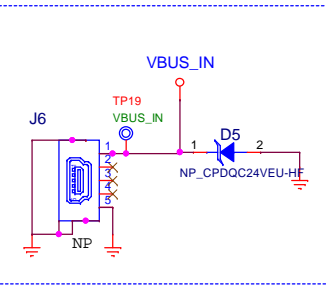 VBUS_IN
TP19
VBUS_IN
J6
D5
1
2
3
4
5
1
2
NP_CPDQC24VEU-HF
NP